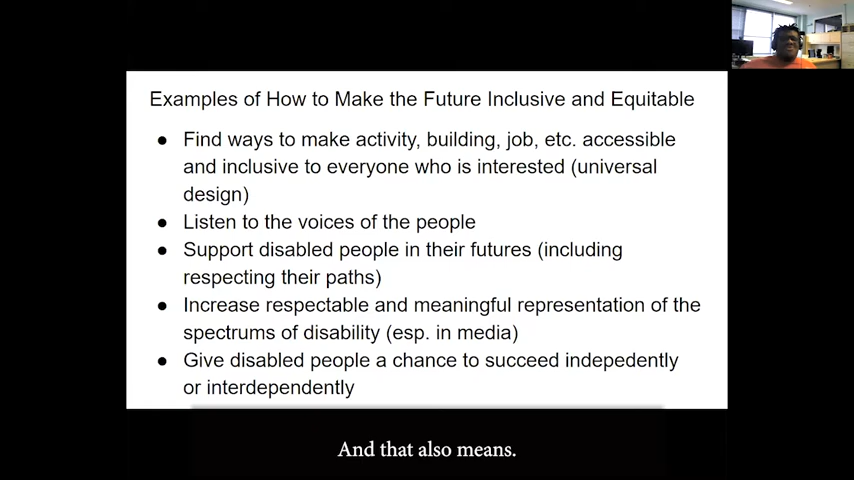 Examples of How to Make the Future Inclusive and Equitable
● Find ways to make activity, building, job, etc. accessible
and inclusive to everyone who is interested (universal
design)
● Listen to the voices of the people
● Support disabled people in their futures (including
respecting their paths)
● Increase respectable and meaningful representation of the
spectrums of disability (esp. in media)
● Give disabled people a chance to succeed indepedently
or interdependently
And that also means.